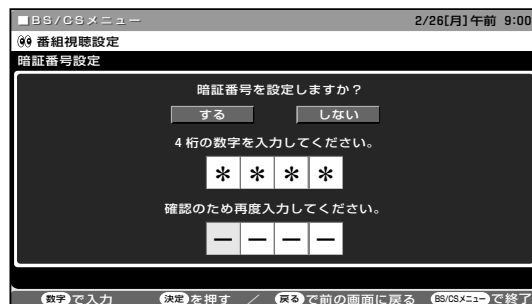 ■BS/CSメニュー 2/26[月]午前 9:00
番組視聴設定
暗証番号設定
暗証番号を設定しますか？
する しない
4桁の数字を入力してください。
＊ ＊ ＊ ＊
確認のため再度入力してください。
－ － － －
数字で入力 決定を押す ／ 戻るで前の画面に戻る BS/CSメニューで終了